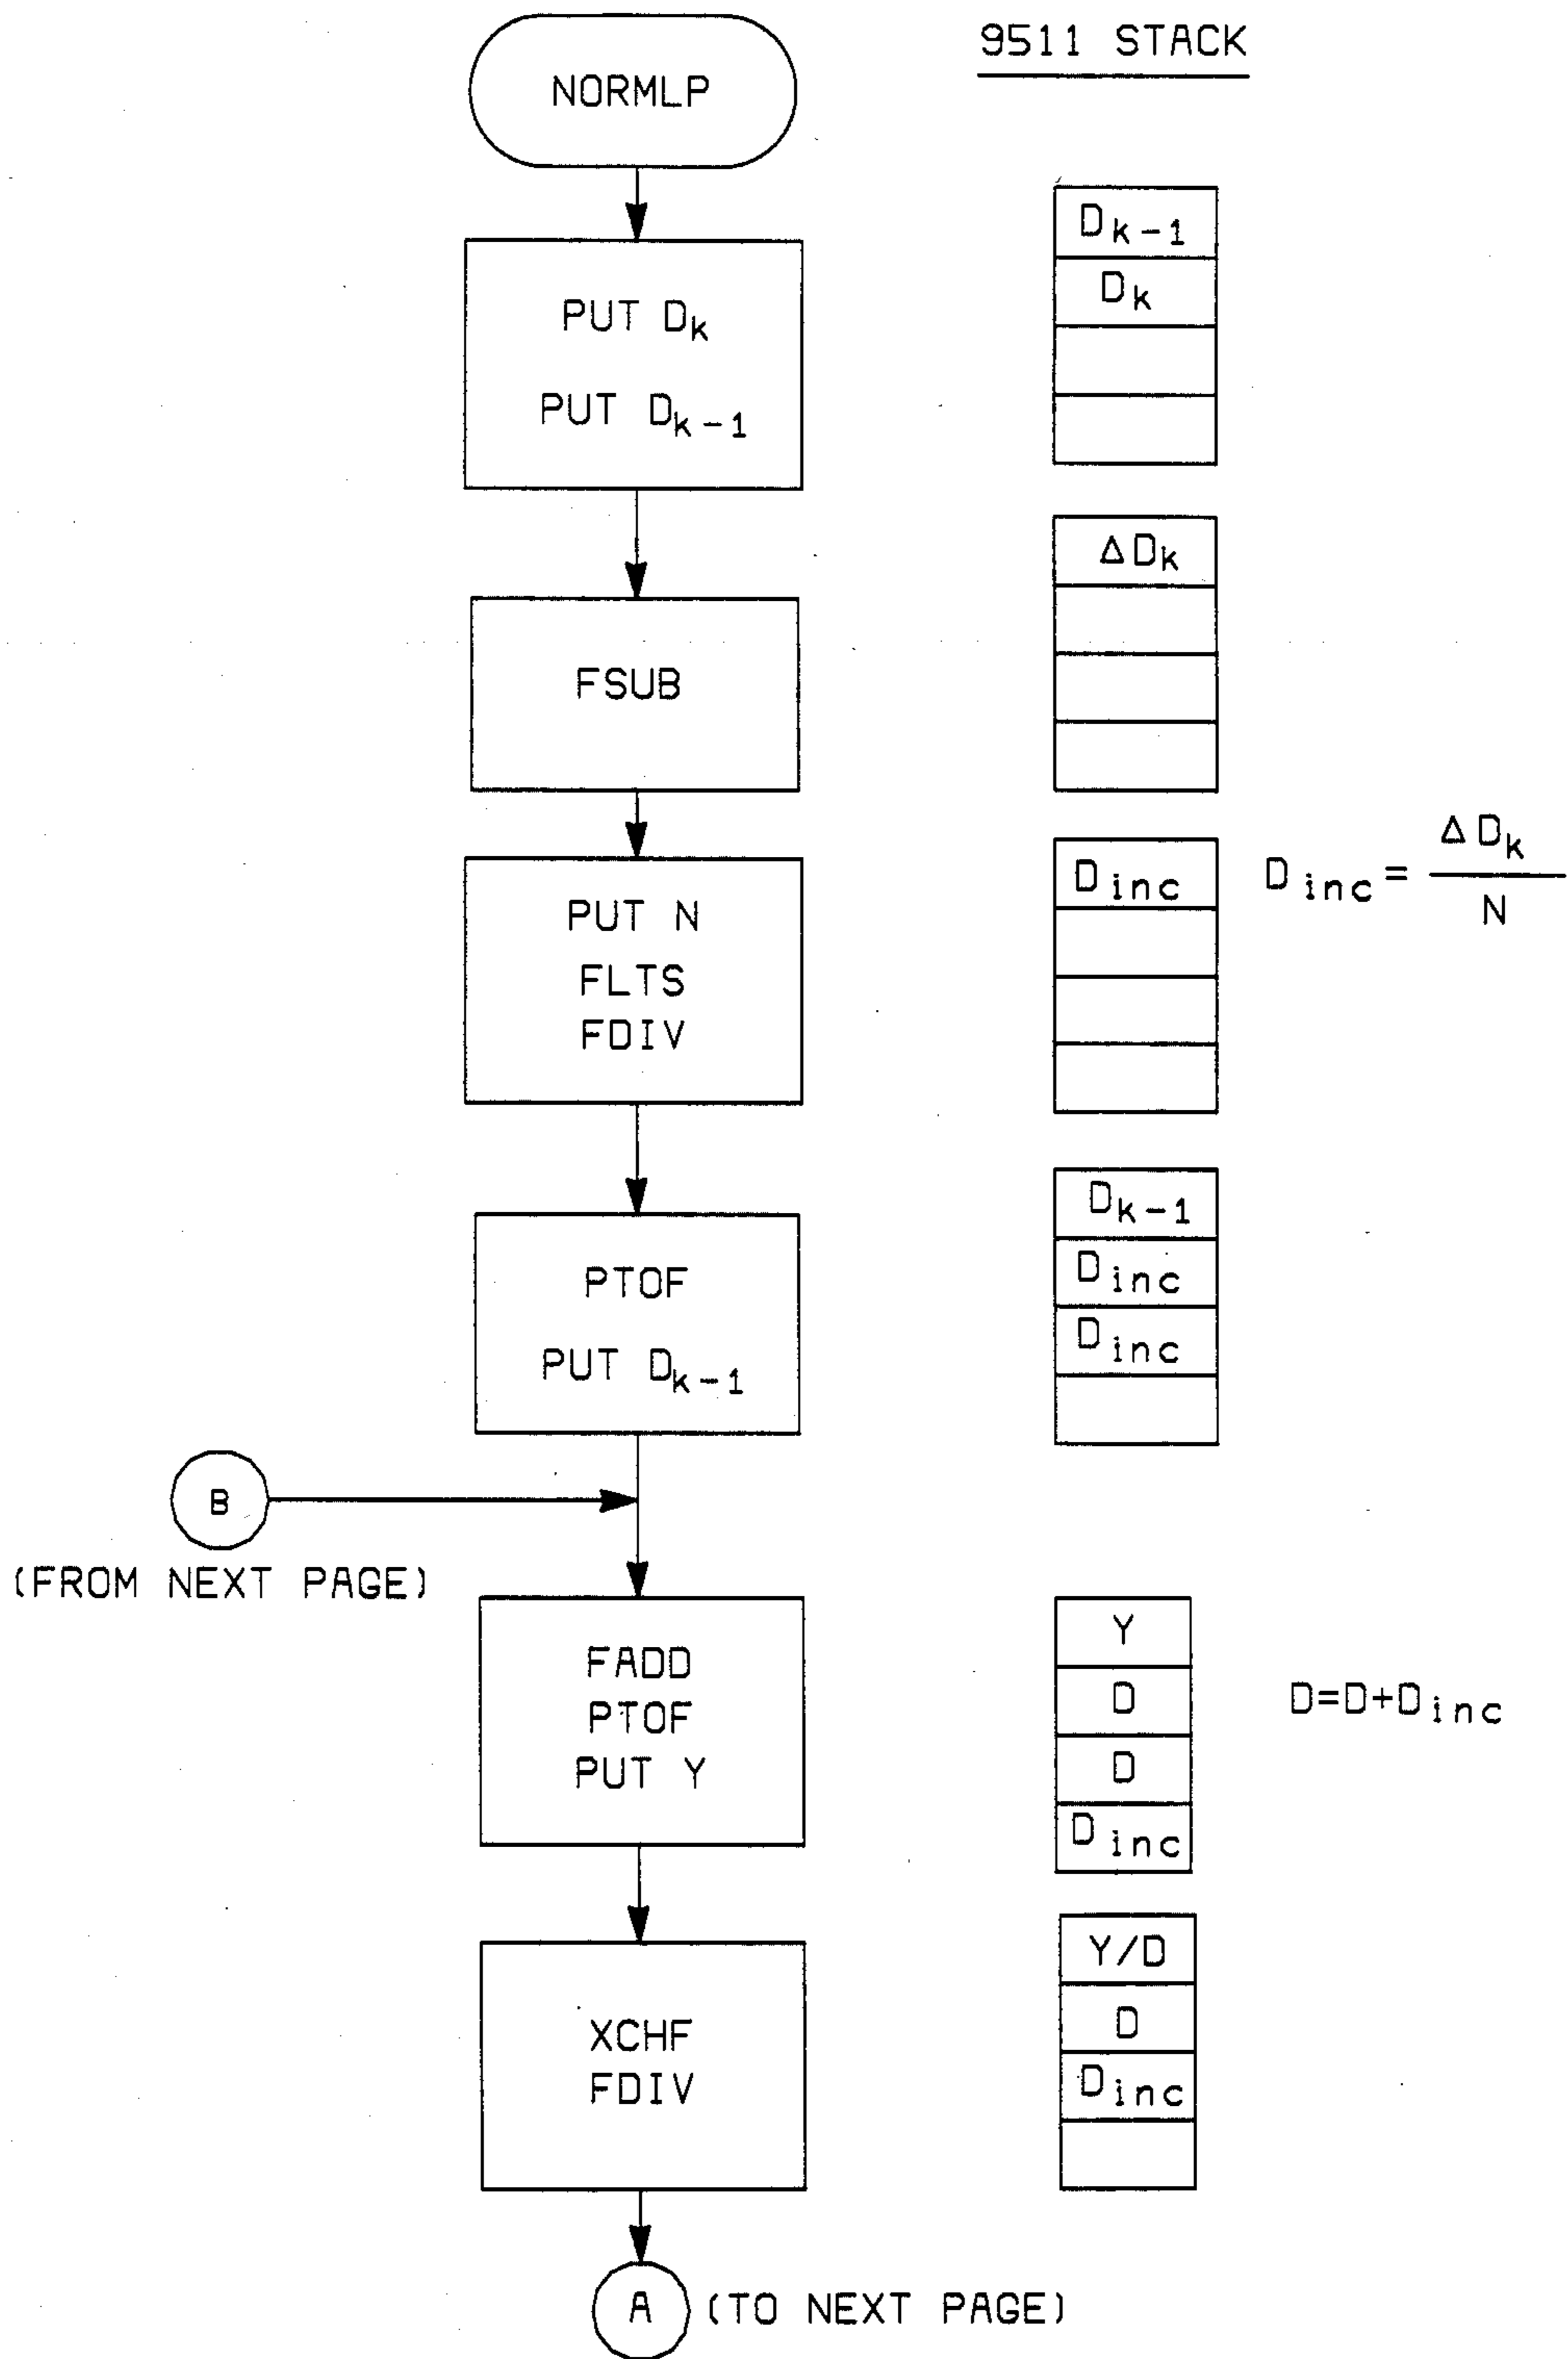 9511 STACK
NORMLP
PUT Dk
PUT Dk-1
Dk-1
Dk
FSUB
ΔDk
PUT N
FLTS
FDIV
Dinc
Dinc = ΔDk / N
PTOF
PUT Dk-1
Dk-1
Dinc
Dinc
B
(FROM NEXT PAGE)
FADD
PTOF
PUT Y
Y
D
D
Dinc
D=D+Dinc
XCHF
FDIV
Y/D
D
Dinc
A (TO NEXT PAGE)